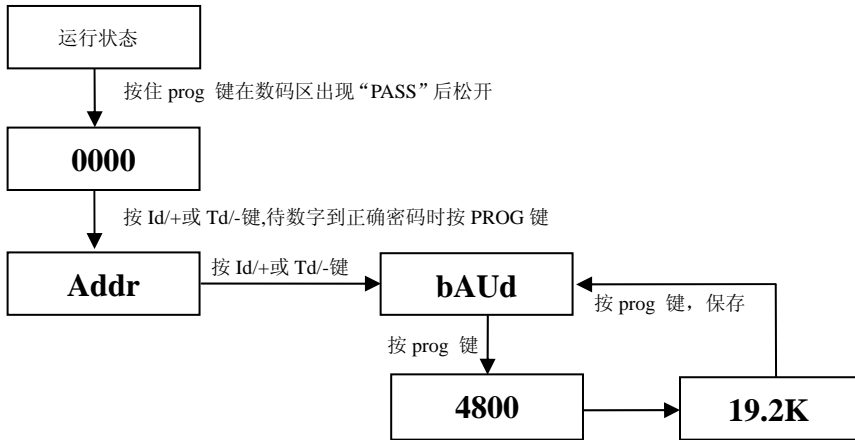 运行状态
按住 prog 键在数码区出现“PASS”后松开
0000
按 Id/+或 Td/-键,待数字到正确密码时按 PROG 键
Addr
按 Id/+或 Td/-键
bAUd
按 prog 键，保存
按 prog 键
4800
19.2K